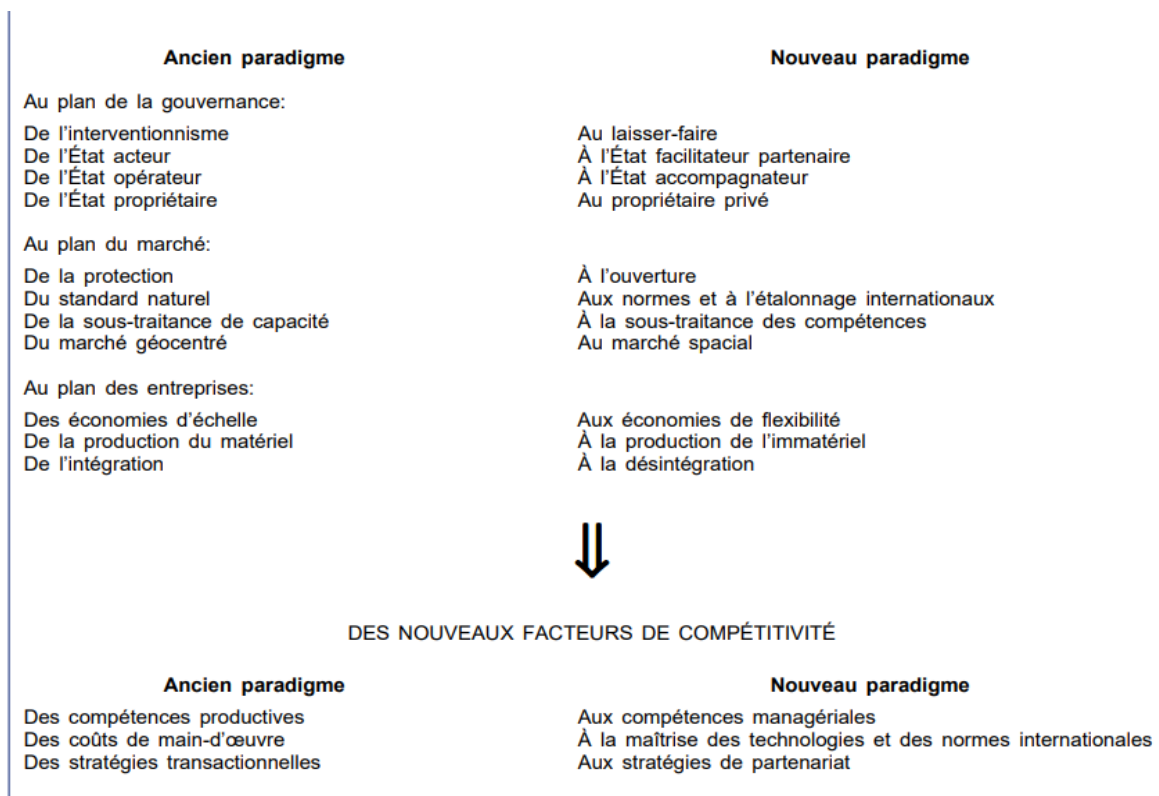 Ancien paradigme Nouveau paradigme
Au plan de la gouvernance:
De l'interventionnisme Au laisser-faire
De l'État acteur À l'État facilitateur partenaire
De l'État opérateur À l'État accompagnateur
De l'État propriétaire Au propriétaire privé
Au plan du marché:
De la protection À l'ouverture
Du standard naturel Aux normes et à l'étalonnage internationaux
De la sous-traitance de capacité À la sous-traitance des compétences
Du marché géocentré Au marché spacial
Au plan des entreprises:
Des économies d'échelle Aux économies de flexibilité
De la production du matériel À la production de l'immatériel
De l'intégration À la désintégration
DES NOUVEAUX FACTEURS DE COMPÉTITIVITÉ
Ancien paradigme Nouveau paradigme
Des compétences productives Aux compétences managériales
Des coûts de main-d'œuvre À la maîtrise des technologies et des normes internationales
Des stratégies transactionnelles Aux stratégies de partenariat